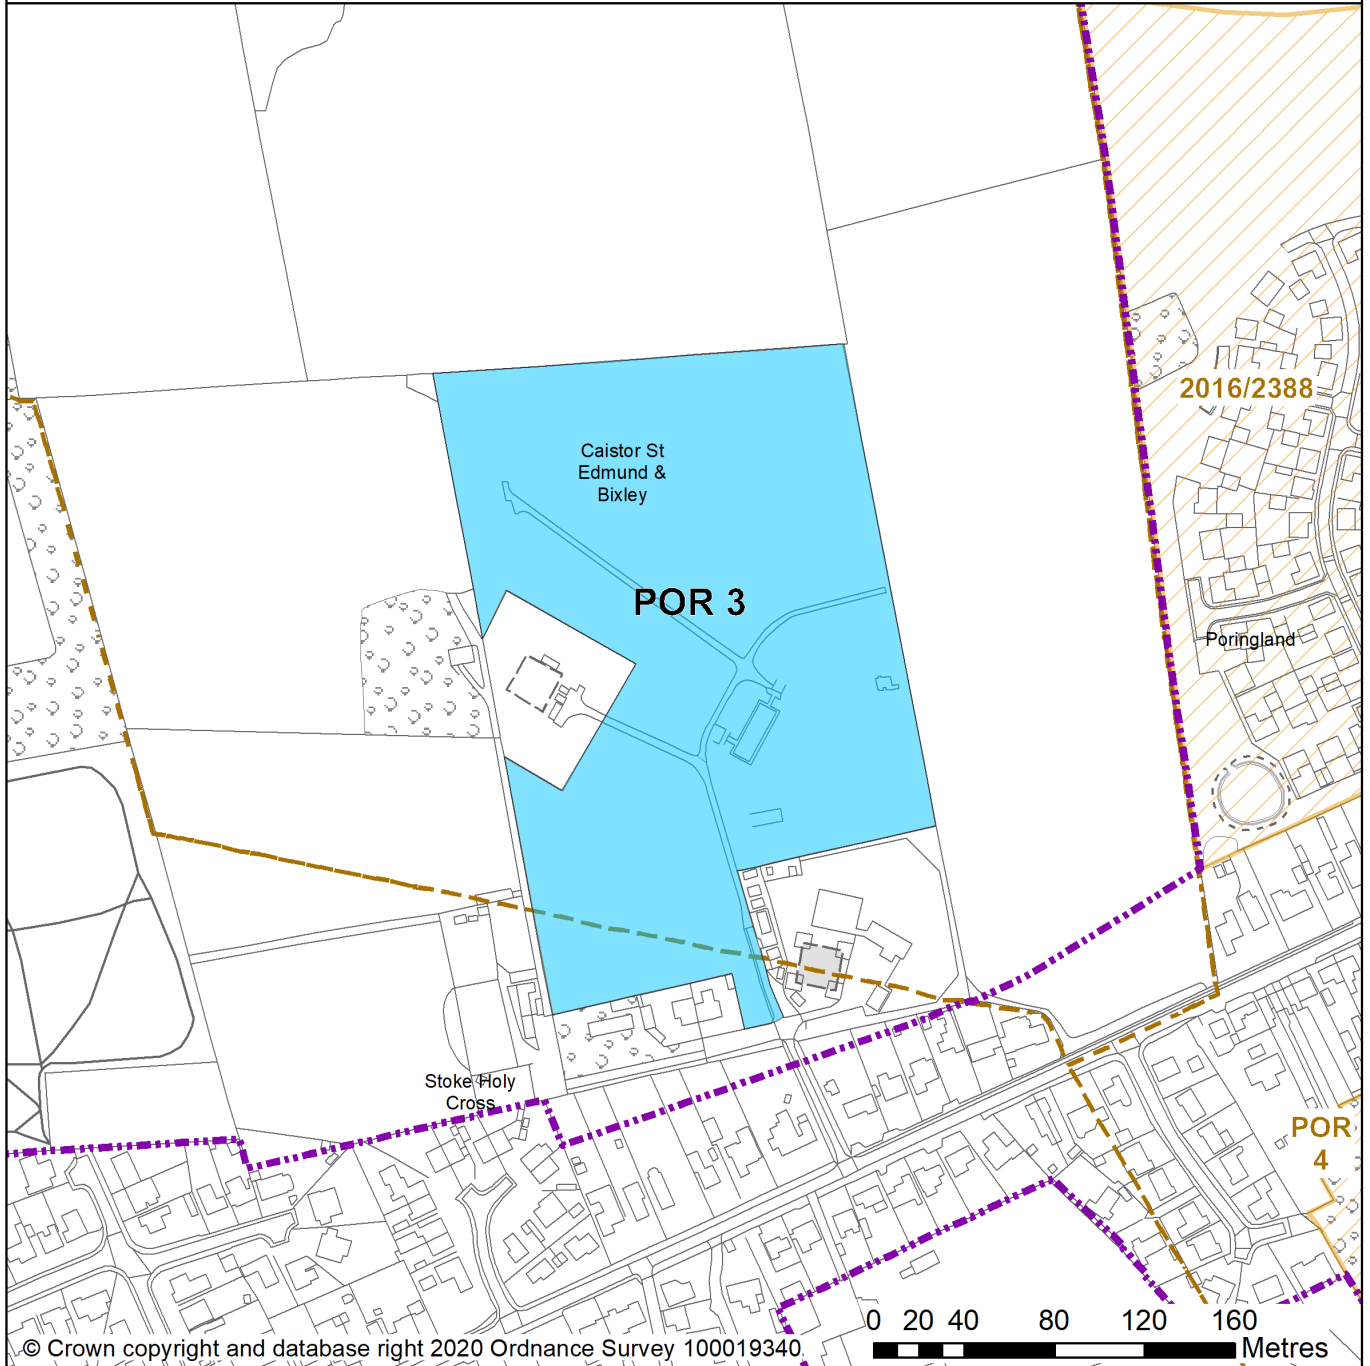 2016/2388
Caistor St
Edmund &
Bixley
POR 3
Poringland
Stoke Holy
Cross
POR
4
0 20 40 80 120 160
Metres
© Crown copyright and database right 2020 Ordnance Survey 100019340.